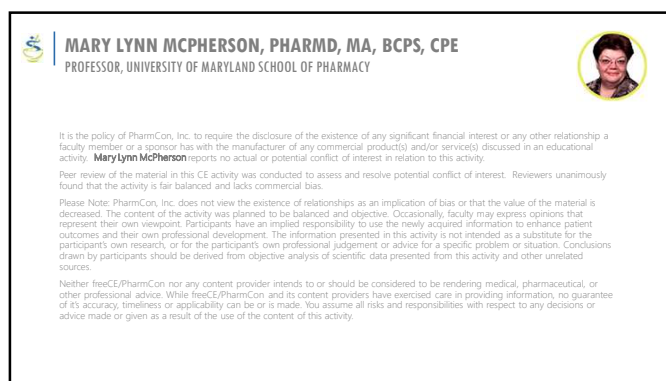 MARY LYNN MCPHERSON, PHARMD, MA, BCPS, CPE
PROFESSOR, UNIVERSITY OF MARYLAND SCHOOL OF PHARMACY
It is the policy of PharmCon, Inc. to require the disclosure of the existence of any significant financial interest or any other relationship a
faculty member or a sponsor has with the manufacturer of any commercial product(s) and/or service(s) discussed in an educational
activity. Mary Lynn McPherson reports no actual or potential conflict of interest in relation to this activity.
Peer review of the material in this CE activity was conducted to assess and resolve potential conflict of interest. Reviewers unanimously
found that the activity is fair balanced and lacks commercial bias.
Please Note: PharmCon, Inc. does not view the existence of relationships as an implication of bias or that the value of the material is
decreased. The content of the activity was planned to be balanced and objective. Occasionally, faculty may express opinions that
represent their own viewpoint. Participants have an implied responsibility to use the newly acquired information to enhance patient
outcomes and their own professional development. The information presented in this activity is not intended as a substitute for the
participant's own research, or for the participant's own professional judgement or advice for a specific problem or situation. Conclusions
drawn by participants should be derived from objective analysis of scientific data presented from this activity and other unrelated
sources.
Neither freeCE/PharmCon nor any content provider intends to or should be considered to be rendering medical, pharmaceutical, or
other professional advice. While freeCE/PharmCon and its content providers have exercised care in providing information, no guarantee
of it's accuracy, timeliness or applicability can be or is made. You assume all risks and responsibilities with respect to any decisions or
advice made or given as a result of the use of the content of this activity.